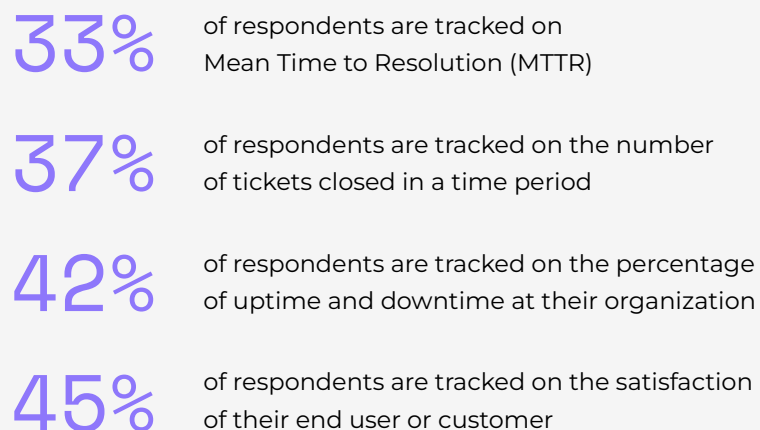 33%
of respondents are tracked on
Mean Time to Resolution (MTTR)
37%
of respondents are tracked on the number
of tickets closed in a time period
42%
of respondents are tracked on the percentage
of uptime and downtime at their organization
45%
of respondents are tracked on the satisfaction
of their end user or customer